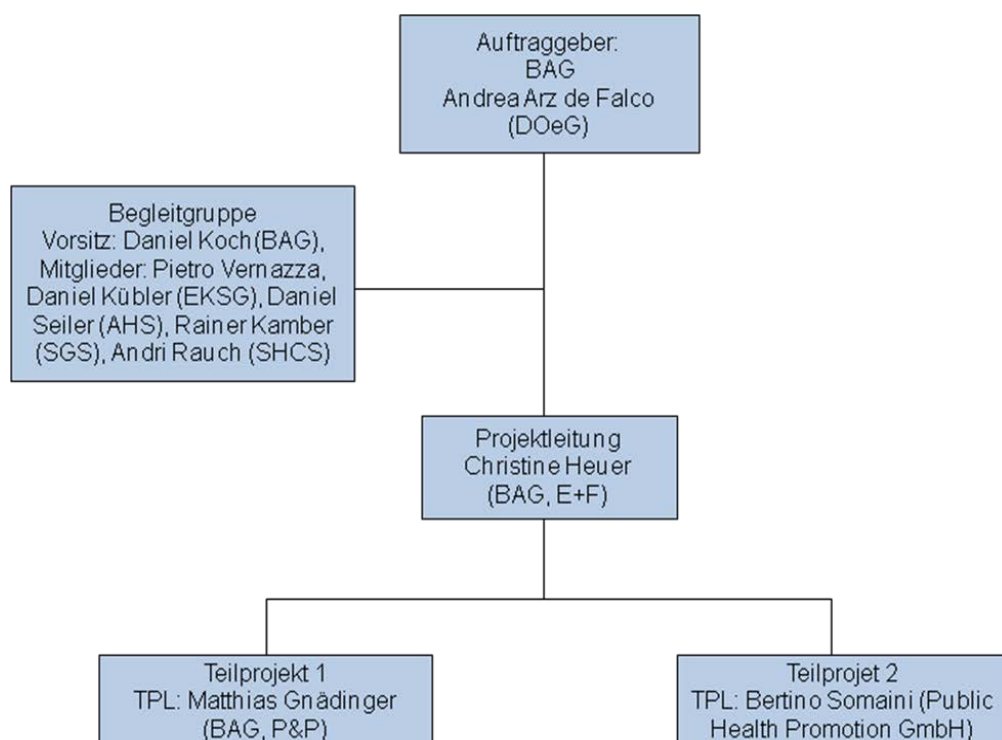 Auftraggeber:
BAG
Andrea Arz de Falco
(DOeG)
Begleitgruppe
Vorsitz: Daniel Koch (BAG),
Mitglieder: Pietro Vernazza,
Daniel Kübler (EKSG), Daniel
Seiler (AHS), Rainer Kamber
(SGS), Andri Rauch (SHCS)
Projektleitung
Christine Heuer
(BAG, E+F)
Teilprojekt 1
TPL: Matthias Gnädinger
(BAG, P&P)
Teilprojet 2
TPL: Bertino Somaini (Public
Health Promotion GmbH)